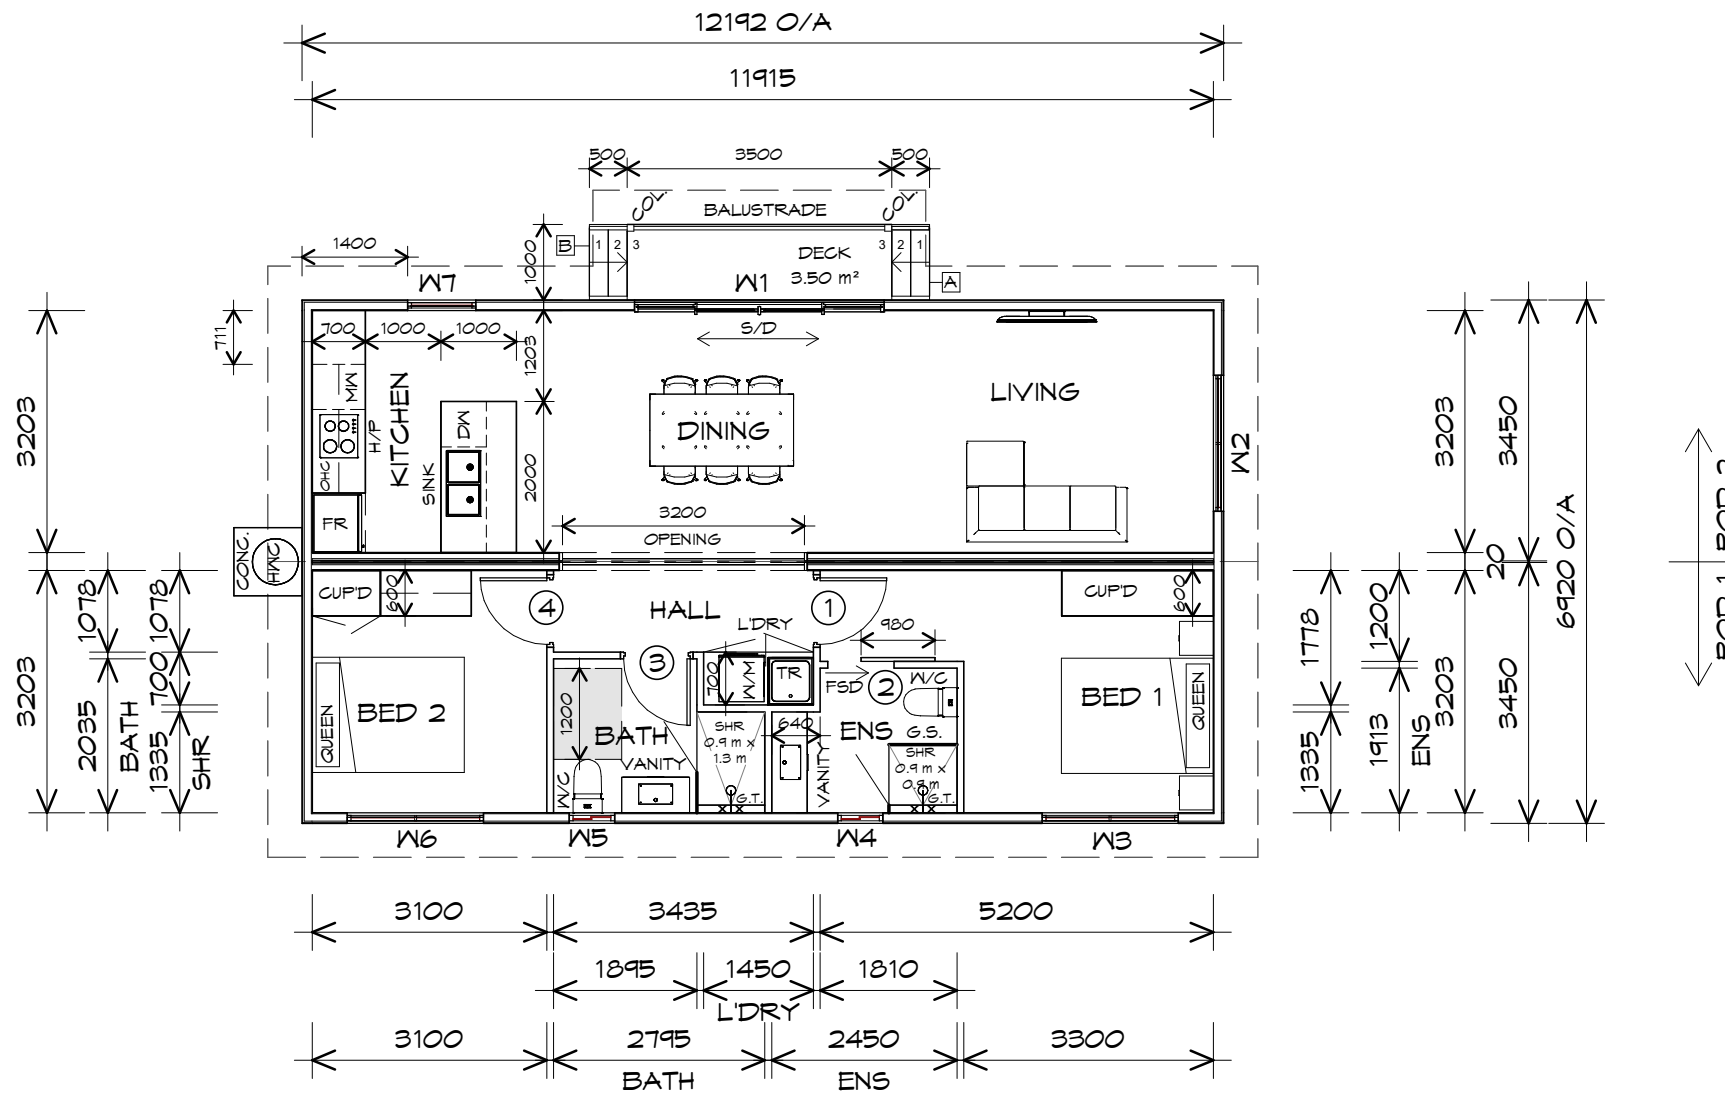 12192 O/A
11915
500
3500
500
COL.
BALUSTRADE
COL.
1400
1000
B
1
2
3
DECK
3.50 m²
3
2
1
A
W7
W1
711
700
1000
1000
1203
S/D
MW
KITCHEN
H/P
OHC
DW
SINK
2000
FR
DINING
LIVING
W2
3200
OPENING
3203
3203
3450
6920 O/A
20
CONC.
HWC
CUP'D
600
4
HALL
1
L'DRY
980
CUP'D
600
3
700
W/M
TR
FSD
2
W/C
BED 2
QUEEN
1200
BATH
VANITY
W/C
SHR
0.9 m x
1.3 m
G.T.
640
VANITY
ENS
G.S.
SHR
0.9 m x
0.9 m
G.T.
BED 1
QUEEN
3203
1078
2035
BATH
1078
700
1335
SHR
1778
1335
1200
1913
ENS
3203
3450
W6
W5
W4
W3
3100
3435
5200
1895
1450
1810
L'DRY
3100
2795
2450
3300
BATH
ENS